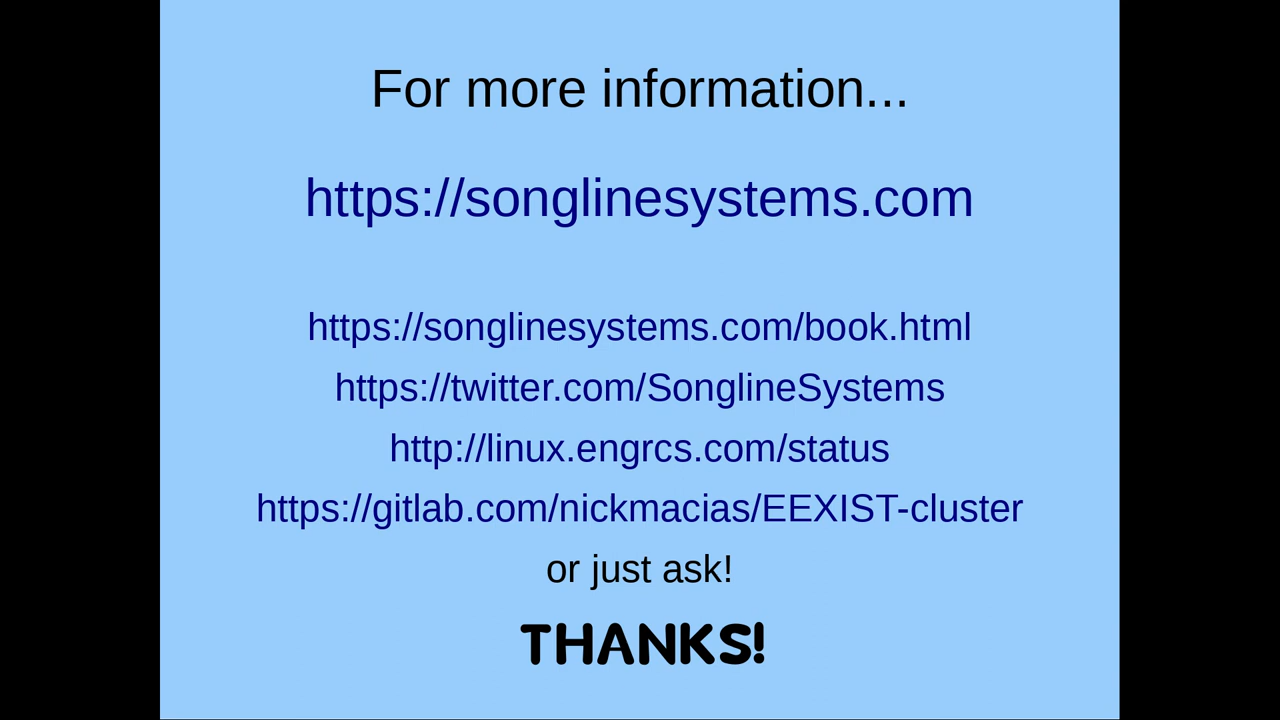 For more information...
https://songlinesystems.com
https://songlinesystems.com/book.html
https://twitter.com/SonglineSystems
http://linux.engrcs.com/status
https://gitlab.com/nickmacias/EEXIST-cluster
or just ask!
THANKS!